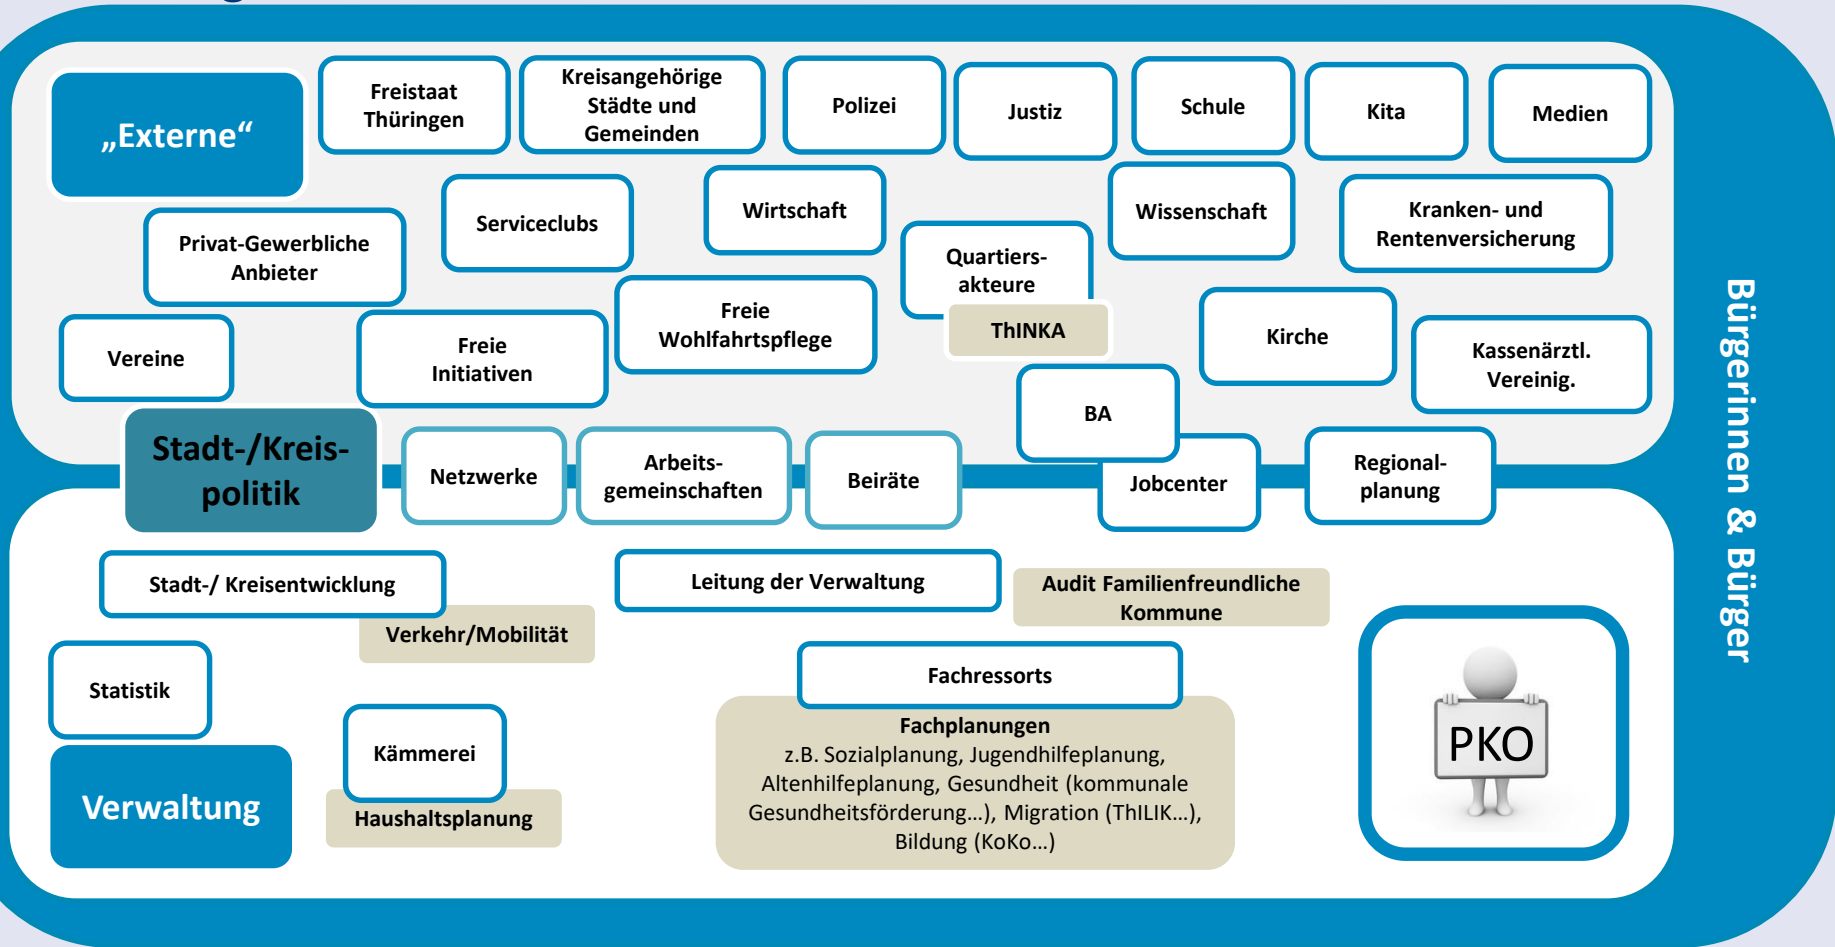 „Externe“
Freistaat
Thüringen
Kreisangehörige
Städte und
Gemeinden
Polizei
Justiz
Schule
Kita
Medien
Privat-Gewerbliche
Anbieter
Serviceclubs
Wirtschaft
Quartiers-
akteure
ThINKA
Wissenschaft
Kranken- und
Rentenversicherung
Vereine
Freie
Initiativen
Freie
Wohlfahrtspflege
Kirche
Kassenärztl.
Vereinig.
BA
Jobcenter
Stadt-/Kreis-
politik
Netzwerke
Arbeits-
gemeinschaften
Beiräte
Regional-
planung
Stadt-/ Kreisentwicklung
Verkehr/Mobilität
Leitung der Verwaltung
Audit Familienfreundliche
Kommune
Statistik
Kämmerei
Haushaltsplanung
Fachressorts
Fachplanungen
z.B. Sozialplanung, Jugendhilfeplanung,
Altenhilfeplanung, Gesundheit (kommunale
Gesundheitsförderung…), Migration (ThILIK…),
Bildung (KoKo…)
Verwaltung
PKO
Bürgerinnen & Bürger